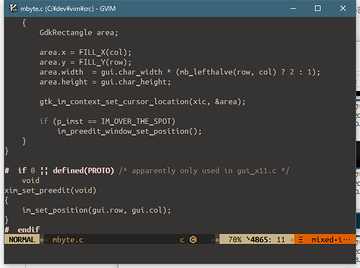 mbyte.c (C:¥dev¥vim¥src) - GVIM
{
GdkRectangle area;
area.x = FILL_X(col);
area.y = FILL_Y(row);
area.width = gui.char_width * (mb_lefthalve(row, col) ? 2 : 1);
area.height = gui.char_height;
gtk_im_context_set_cursor_location(xic, &area);
if (p_imst == IM_OVER_THE_SPOT)
im_preedit_window_set_position();
}
}
# if 0 || defined(PROTO) /* apparently only used in gui_x11.c */
void
xim_set_preedit(void)
{
im_set_position(gui.row, gui.col);
}
# endif
NORMAL mbyte.c c 70% 4865: 11 mixed-i…